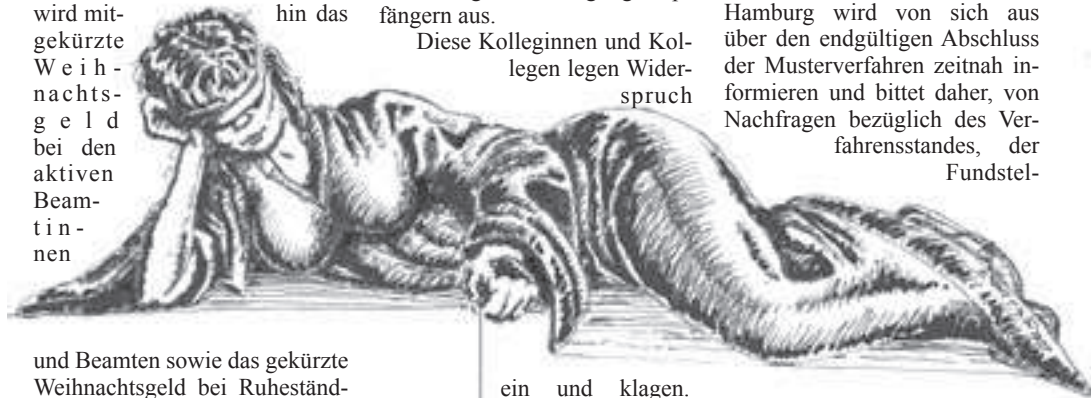 wird mit-
gekürzte
Weih-
nachts-
geld
bei den
aktiven
Beam-
tin-
nen
und Beamten sowie das gekürzte
Weihnachtsgeld bei Ruheständ-
hin das
fängern aus.
Diese Kolleginnen und Kol-
legen legen Wider-
spruch
ein und klagen.
Hamburg wird von sich aus
über den endgültigen Abschluss
der Musterverfahren zeitnah in-
formieren und bittet daher, von
Nachfragen bezüglich des Ver-
fahrensstandes, der
Fundstel-